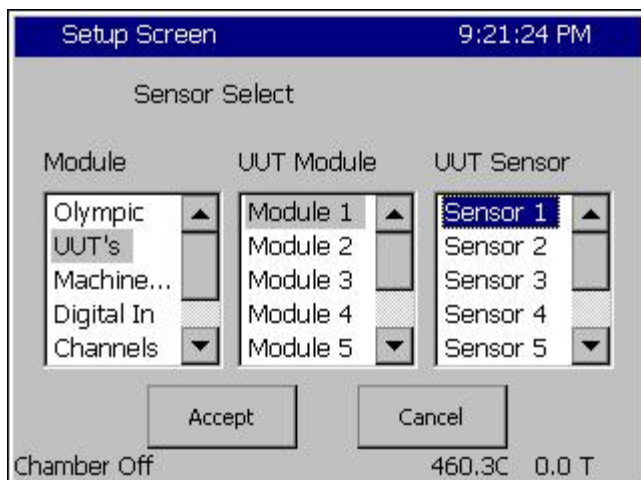 Setup Screen 9:21:24 PM
Sensor Select
Module UUT Module UUT Sensor
Olympic Module 1 Sensor 1
UUT's Module 2 Sensor 2
Machine... Module 3 Sensor 3
Digital In Module 4 Sensor 4
Channels Module 5 Sensor 5
Accept Cancel
Chamber Off 460.3C 0.0 T